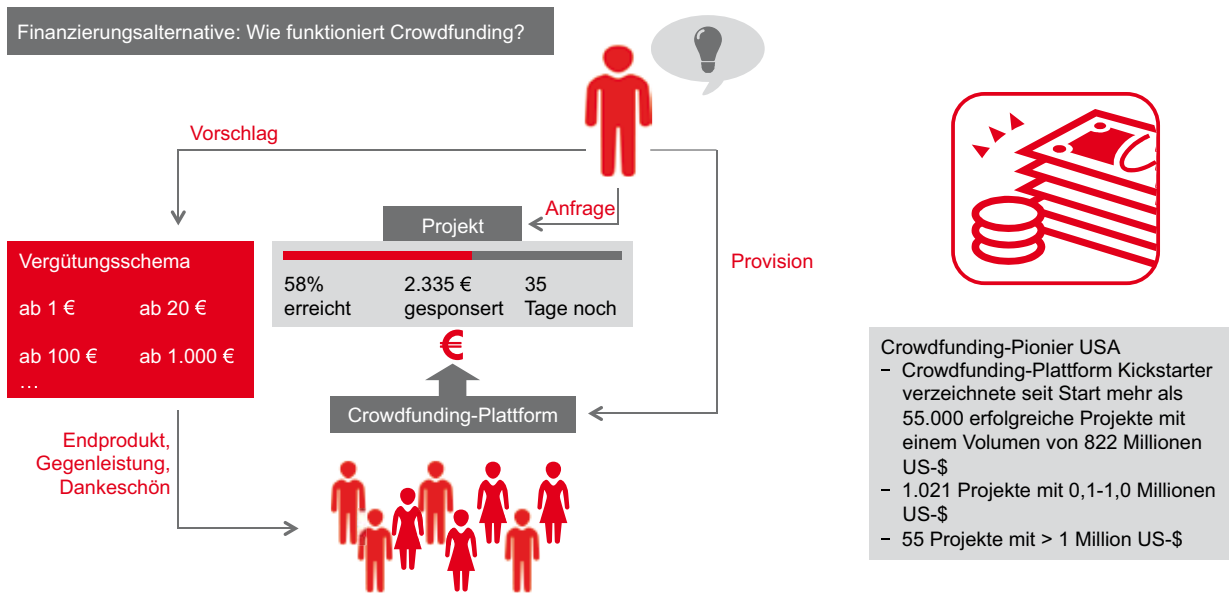 Finanzierungsalternative: Wie funktioniert Crowdfunding?
Vorschlag
Anfrage
Projekt
58%
erreicht
2.335 €
gesponsert
35
Tage noch
Provision
Vergütungsschema
ab 1 €
ab 20 €
ab 100 €
ab 1.000 €
…
€
Crowdfunding-Plattform
Endprodukt,
Gegenleistung,
Dankeschön
Crowdfunding-Pionier USA
− Crowdfunding-Plattform Kickstarter
verzeichnete seit Start mehr als
55.000 erfolgreiche Projekte mit
einem Volumen von 822 Millionen
US-$
− 1.021 Projekte mit 0,1-1,0 Millionen
US-$
− 55 Projekte mit > 1 Million US-$